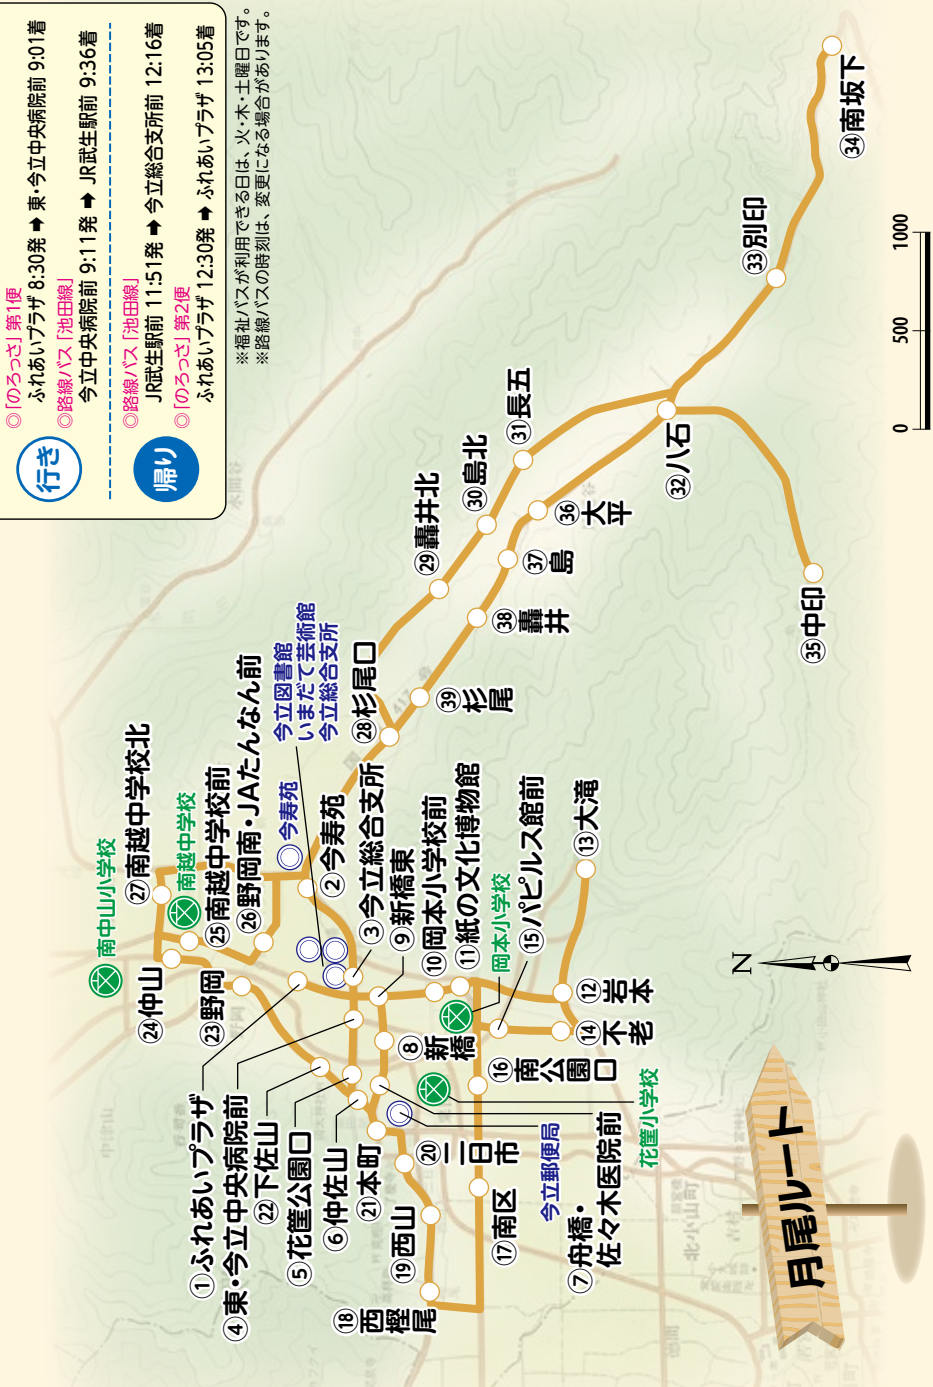 行き
◎「のろっさ」第1便
ふれあいプラザ 8:30発 ➡ 東・今立中央病院前 9:01着
◎路線バス「池田線」
今立中央病院前 9:11発 ➡ JR武生駅前 9:36着
帰り
◎路線バス「池田線」
JR武生駅前 11:51発 ➡ 今立総合支所前 12:16着
◎「のろっさ」第2便
ふれあいプラザ 12:30発 ➡ ふれあいプラザ 13:05着
※福祉バスが利用できる日は、火・木・土曜日です。
※路線バスの時刻は、変更になる場合があります。
南中山小学校
㉗南越中学校北
南越中学校
㉕南越中学校前
㉖野岡南・JAたんなん前
㉔仲山
㉓野岡
今寿苑
今立図書館
いまだて芸術館
今立総合支所
②今寿苑
③今立総合支所
⑨新橋東
⑩岡本小学校前
⑪紙の文化博物館
岡本小学校
⑮パピルス館前
⑬大滝
⑫岩本
⑭不老
⑧新橋
⑯南公園口
①ふれあいプラザ
④東・今立中央病院前
㉒下佐山
⑤花筐公園口
⑥仲佐山
㉑本町
⑲西山
⑱西樫尾
⑳二日市
⑰南区
今立郵便局
⑦舟橋・
佐々木医院前
花筐小学校
㉘杉尾口
㉙轟井北
㉚島北
㉛長五
㉜八石
㉝別印
㉞南坂下
㉟中印
㊱大平
㊲島
㊳轟井
㊴杉尾
417
N
0 500 1000
月尾ルート